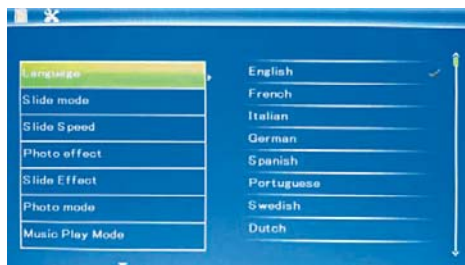 Language
Slide mode
Slide Speed
Photo effect
Slide Effect
Photo mode
Music Play Mode
English
French
Italian
German
Spanish
Portuguese
Swedish
Dutch